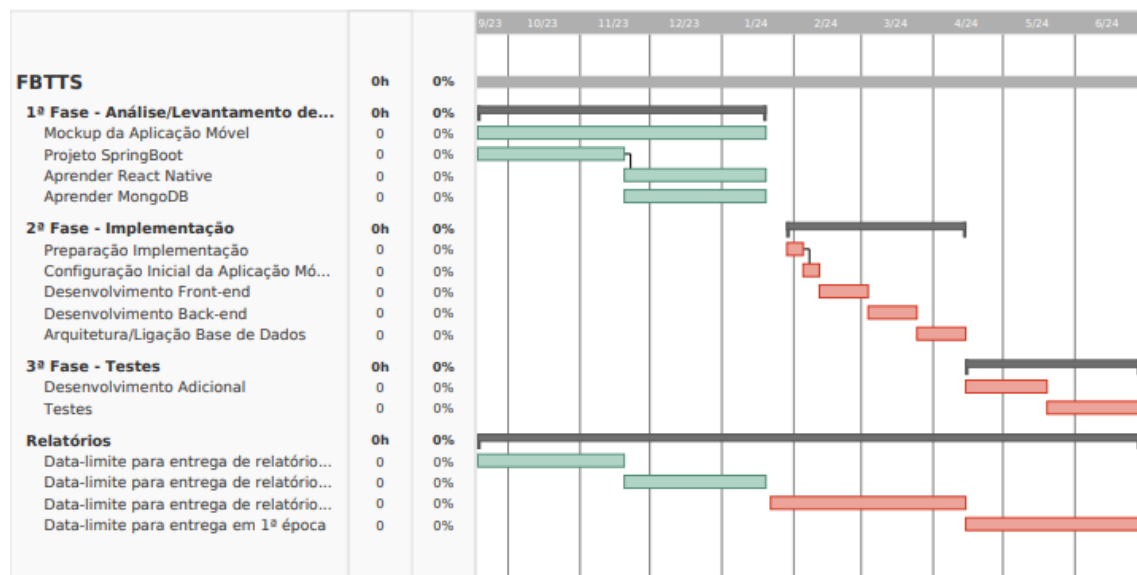 9/23 10/23 11/23 12/23 1/24 2/24 3/24 4/24 5/24 6/24
FBTTS 0h 0%
1ª Fase - Análise/Levantamento de... 0h 0%
Mockup da Aplicação Móvel 0 0%
Projeto SpringBoot 0 0%
Aprender React Native 0 0%
Aprender MongoDB 0 0%
2ª Fase - Implementação 0h 0%
Preparação Implementação 0 0%
Configuração Inicial da Aplicação Mó... 0 0%
Desenvolvimento Front-end 0 0%
Desenvolvimento Back-end 0 0%
Arquitetura/Ligação Base de Dados 0 0%
3ª Fase - Testes 0h 0%
Desenvolvimento Adicional 0 0%
Testes 0 0%
Relatórios 0h 0%
Data-limite para entrega de relatório... 0 0%
Data-limite para entrega de relatório... 0 0%
Data-limite para entrega de relatório... 0 0%
Data-limite para entrega em 1ª época 0 0%